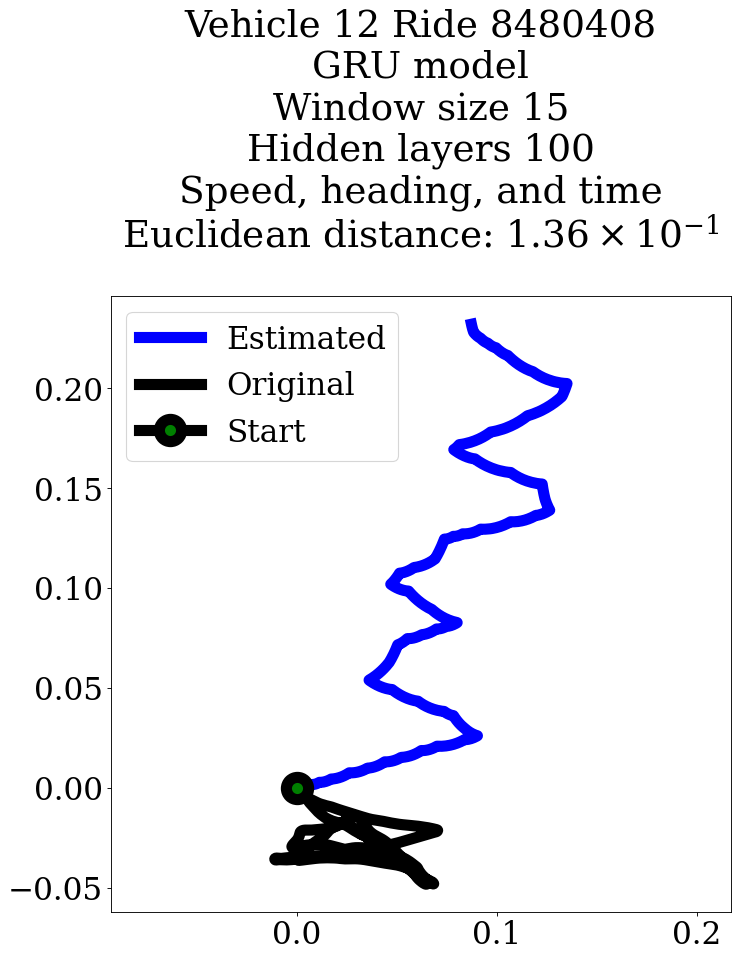 Vehicle 12 Ride 8480408
GRU model
Window size 15
Hidden layers 100
Speed, heading, and time
Euclidean distance: 1.36 × 10⁻¹
Estimated
Original
Start
0.20
0.15
0.10
0.05
0.00
−0.05
0.0 0.1 0.2